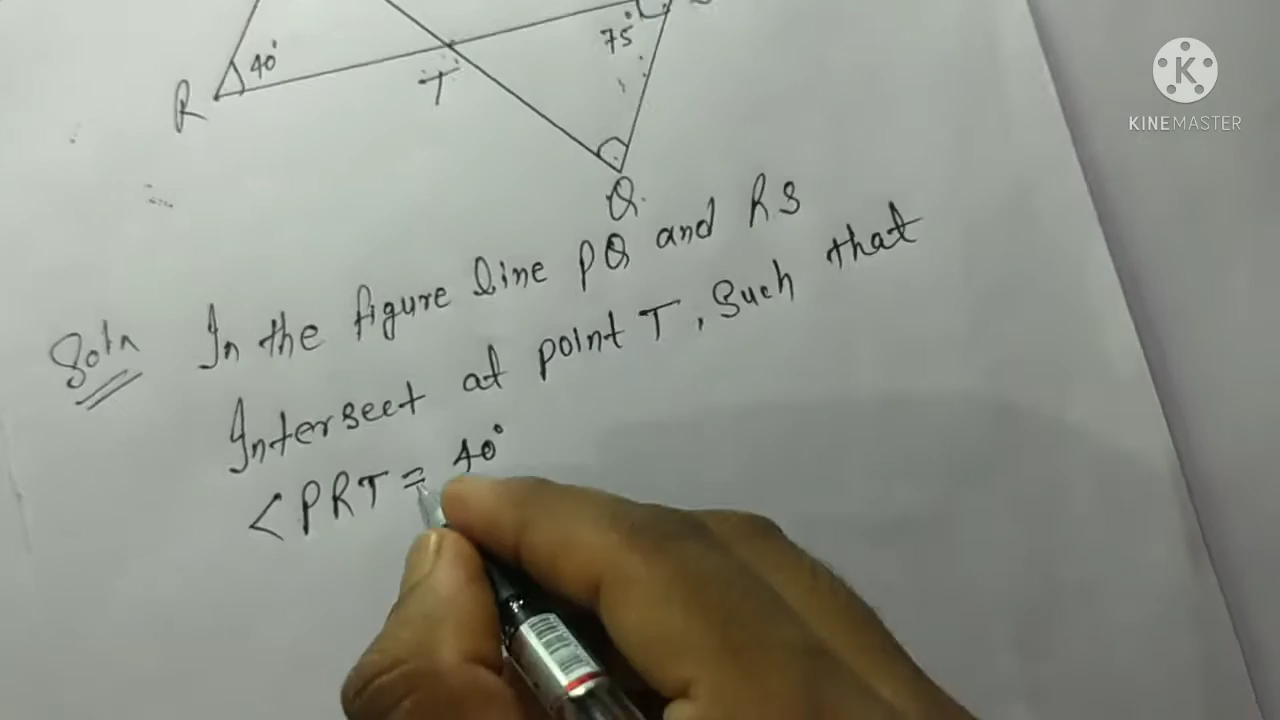 40°
75°
R
T
K
KINEMASTER
Q.
Soln In the figure line PQ and RS
Intersect at point T, Such that
<PRT = 40°